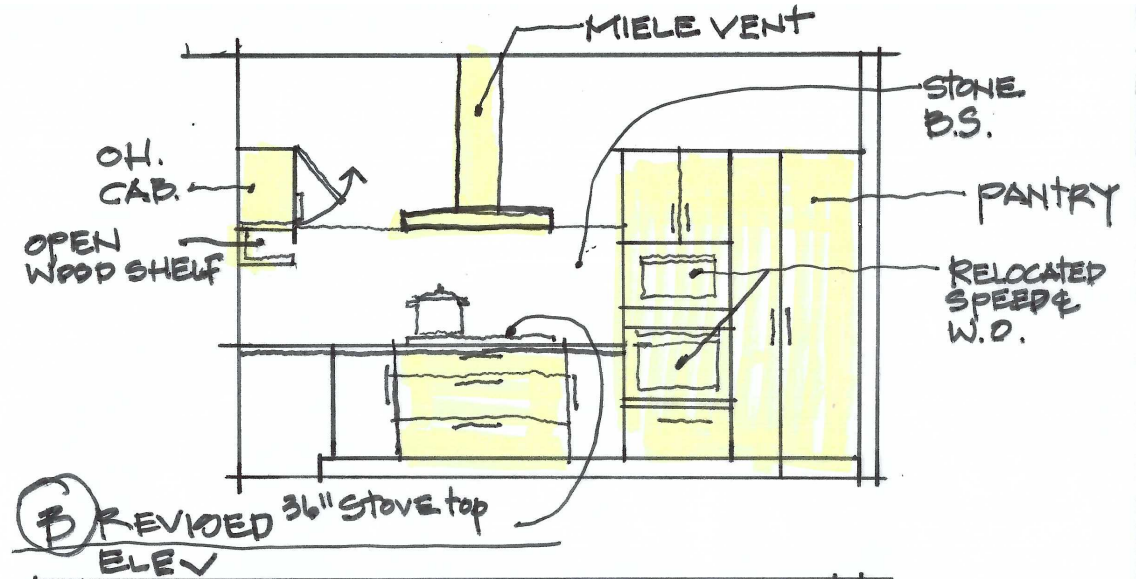 MIELE VENT
STONE
B.S.
OH.
CAB.
PANTRY
OPEN
WOOD SHELF
RELOCATED
SPEED &
W.O.
36" Stove top
B REVISED
ELEV